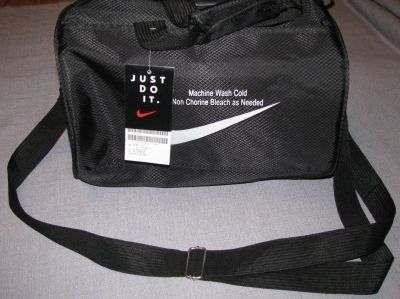 JUST
DO
IT.
Machine Wash Cold
Non Chorine Bleach as Needed